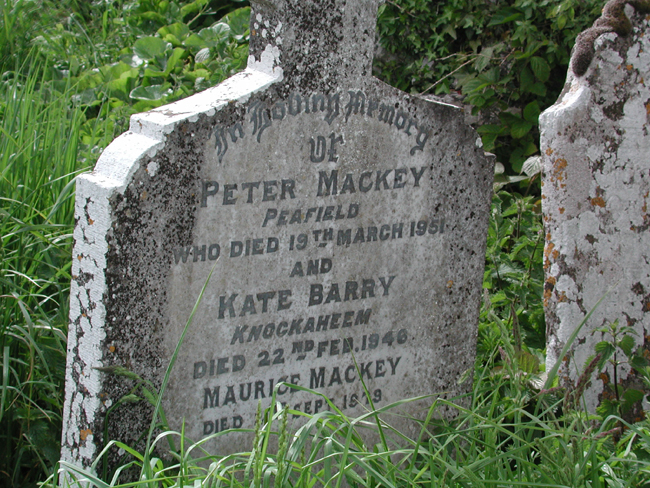 In Loving Memory
OF
PETER MACKEY
PEAFIELD
WHO DIED 19TH MARCH 1951
AND
KATE BARRY
KNOCKAHEEM
DIED 22ND FEB. 1946
MAURICE MACKEY
DIED SEPT.